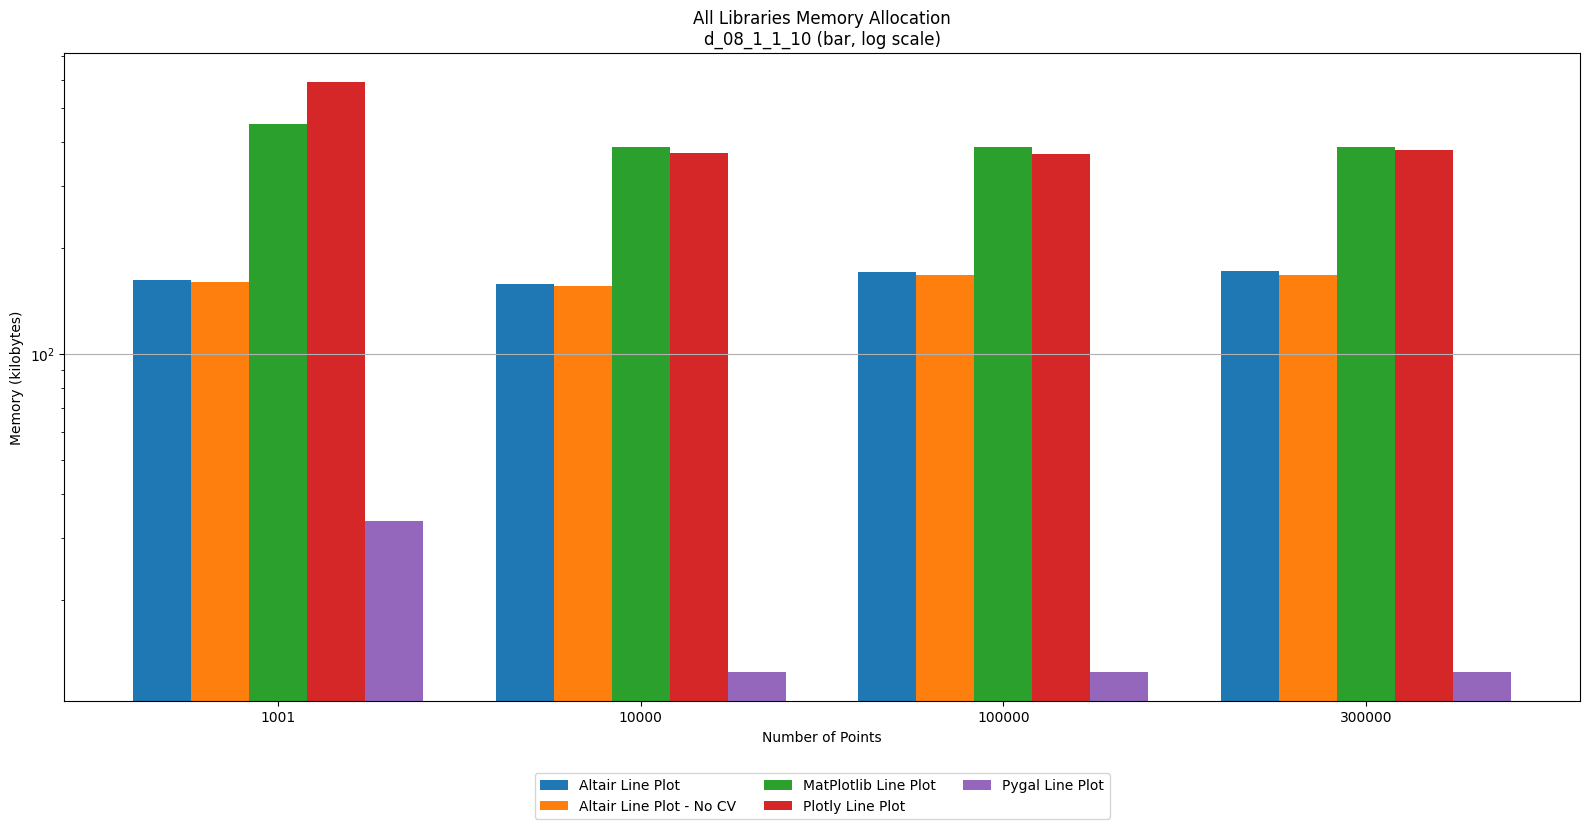 All Libraries Memory Allocation
d_08_1_1_10 (bar, log scale)
Memory (kilobytes)
10²
1001 10000 100000 300000
Number of Points
Altair Line Plot MatPlotlib Line Plot Pygal Line Plot
Altair Line Plot - No CV Plotly Line Plot